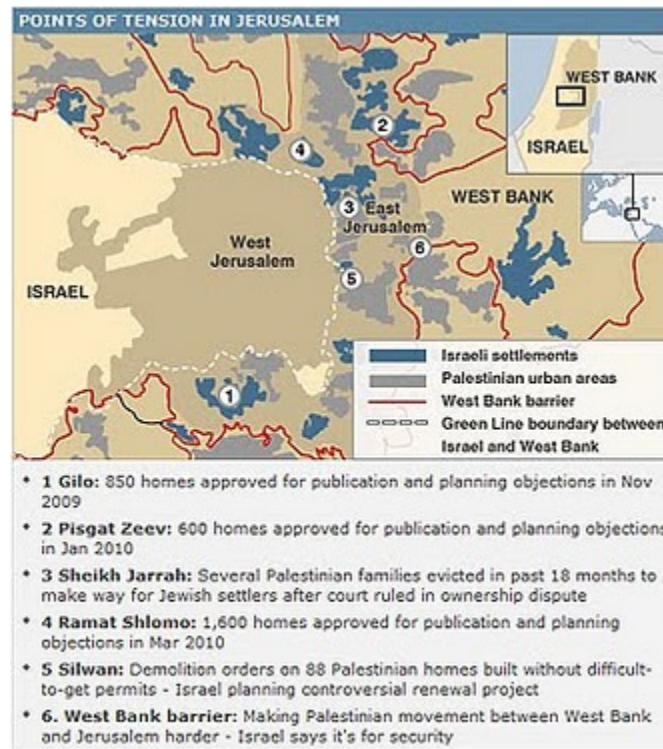 POINTS OF TENSION IN JERUSALEM
WEST BANK
ISRAEL
2
4
WEST BANK
3
East
Jerusalem
6
West
Jerusalem
5
ISRAEL
1
Israeli settlements
Palestinian urban areas
West Bank barrier
Green Line boundary between
Israel and West Bank
* 1 Gilo: 850 homes approved for publication and planning objections in Nov
2009
* 2 Pisgat Zeev: 600 homes approved for publication and planning objections
in Jan 2010
* 3 Sheikh Jarrah: Several Palestinian families evicted in past 18 months to
make way for Jewish settlers after court ruled in ownership dispute
* 4 Ramat Shlomo: 1,600 homes approved for publication and planning
objections in Mar 2010
* 5 Silwan: Demolition orders on 88 Palestinian homes built without difficult-
to-get permits - Israel planning controversial renewal project
* 6. West Bank barrier: Making Palestinian movement between West Bank
and Jerusalem harder - Israel says it's for security